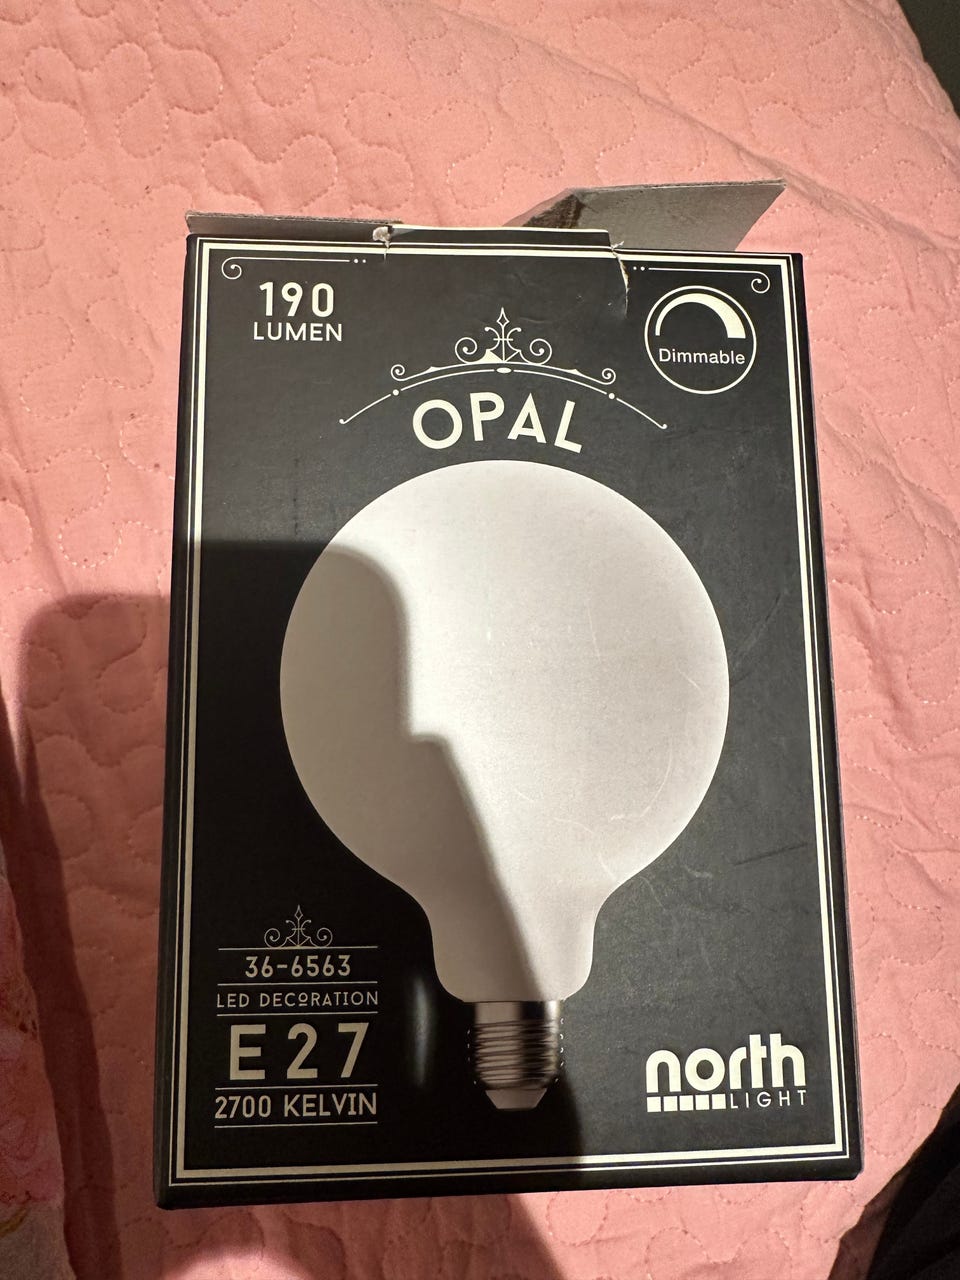 190
LUMEN
Dimmable
OPAL
36-6563
LED DECORATION
E27
2700 KELVIN
north
LIGHT